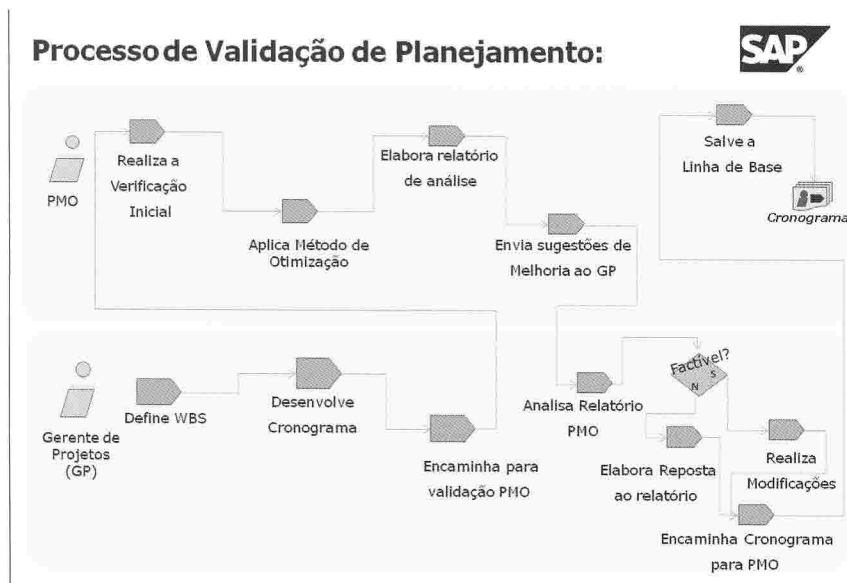 Processo de Validação de Planejamento:
SAP
®
PMO
Realiza a
Verificação
Inicial
Aplica Método de
Otimização
Elabora relatório
de análise
Envia sugestões de
Melhoria ao GP
Salve a
Linha de Base
Cronograma
Gerente de
Projetos
(GP)
Define WBS
Desenvolve
Cronograma
Encaminha para
validação PMO
Analisa Relatório
PMO
Factível?
S
N
Elabora Reposta
ao relatório
Realiza
Modificações
Encaminha Cronograma
para PMO